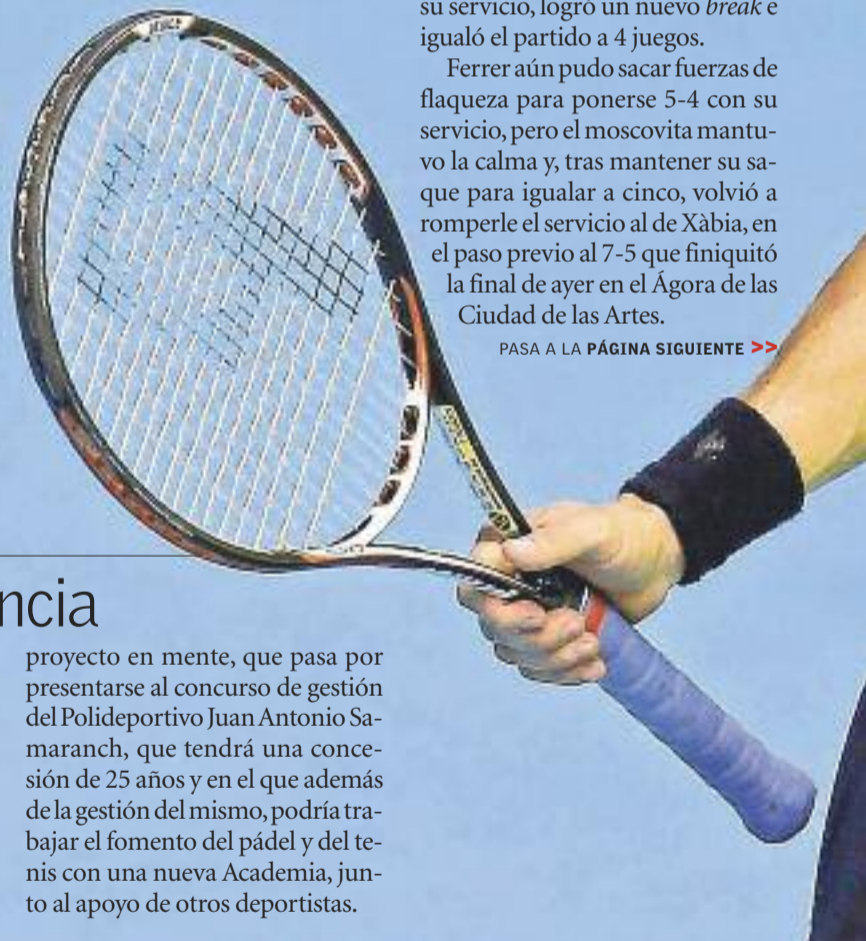 su servicio, logró un nuevo break e
igualó el partido a 4 juegos.
Ferrer aún pudo sacar fuerzas de
flaqueza para ponerse 5-4 con su
servicio, pero el moscovita mantu-
vo la calma y, tras mantener su sa-
que para igualar a cinco, volvió a
romperle el servicio al de Xàbia, en
el paso previo al 7-5 que finiquitó
la final de ayer en el Ágora de las
Ciudad de las Artes.
PASA A LA PÁGINA SIGUIENTE >>
ncia
proyecto en mente, que pasa por
presentarse al concurso de gestión
del Polideportivo Juan Antonio Sa-
maranch, que tendrá una conce-
sión de 25 años y en el que además
de la gestión del mismo, podría tra-
bajar el fomento del pádel y del te-
nis con una nueva Academia, jun-
to al apoyo de otros deportistas.